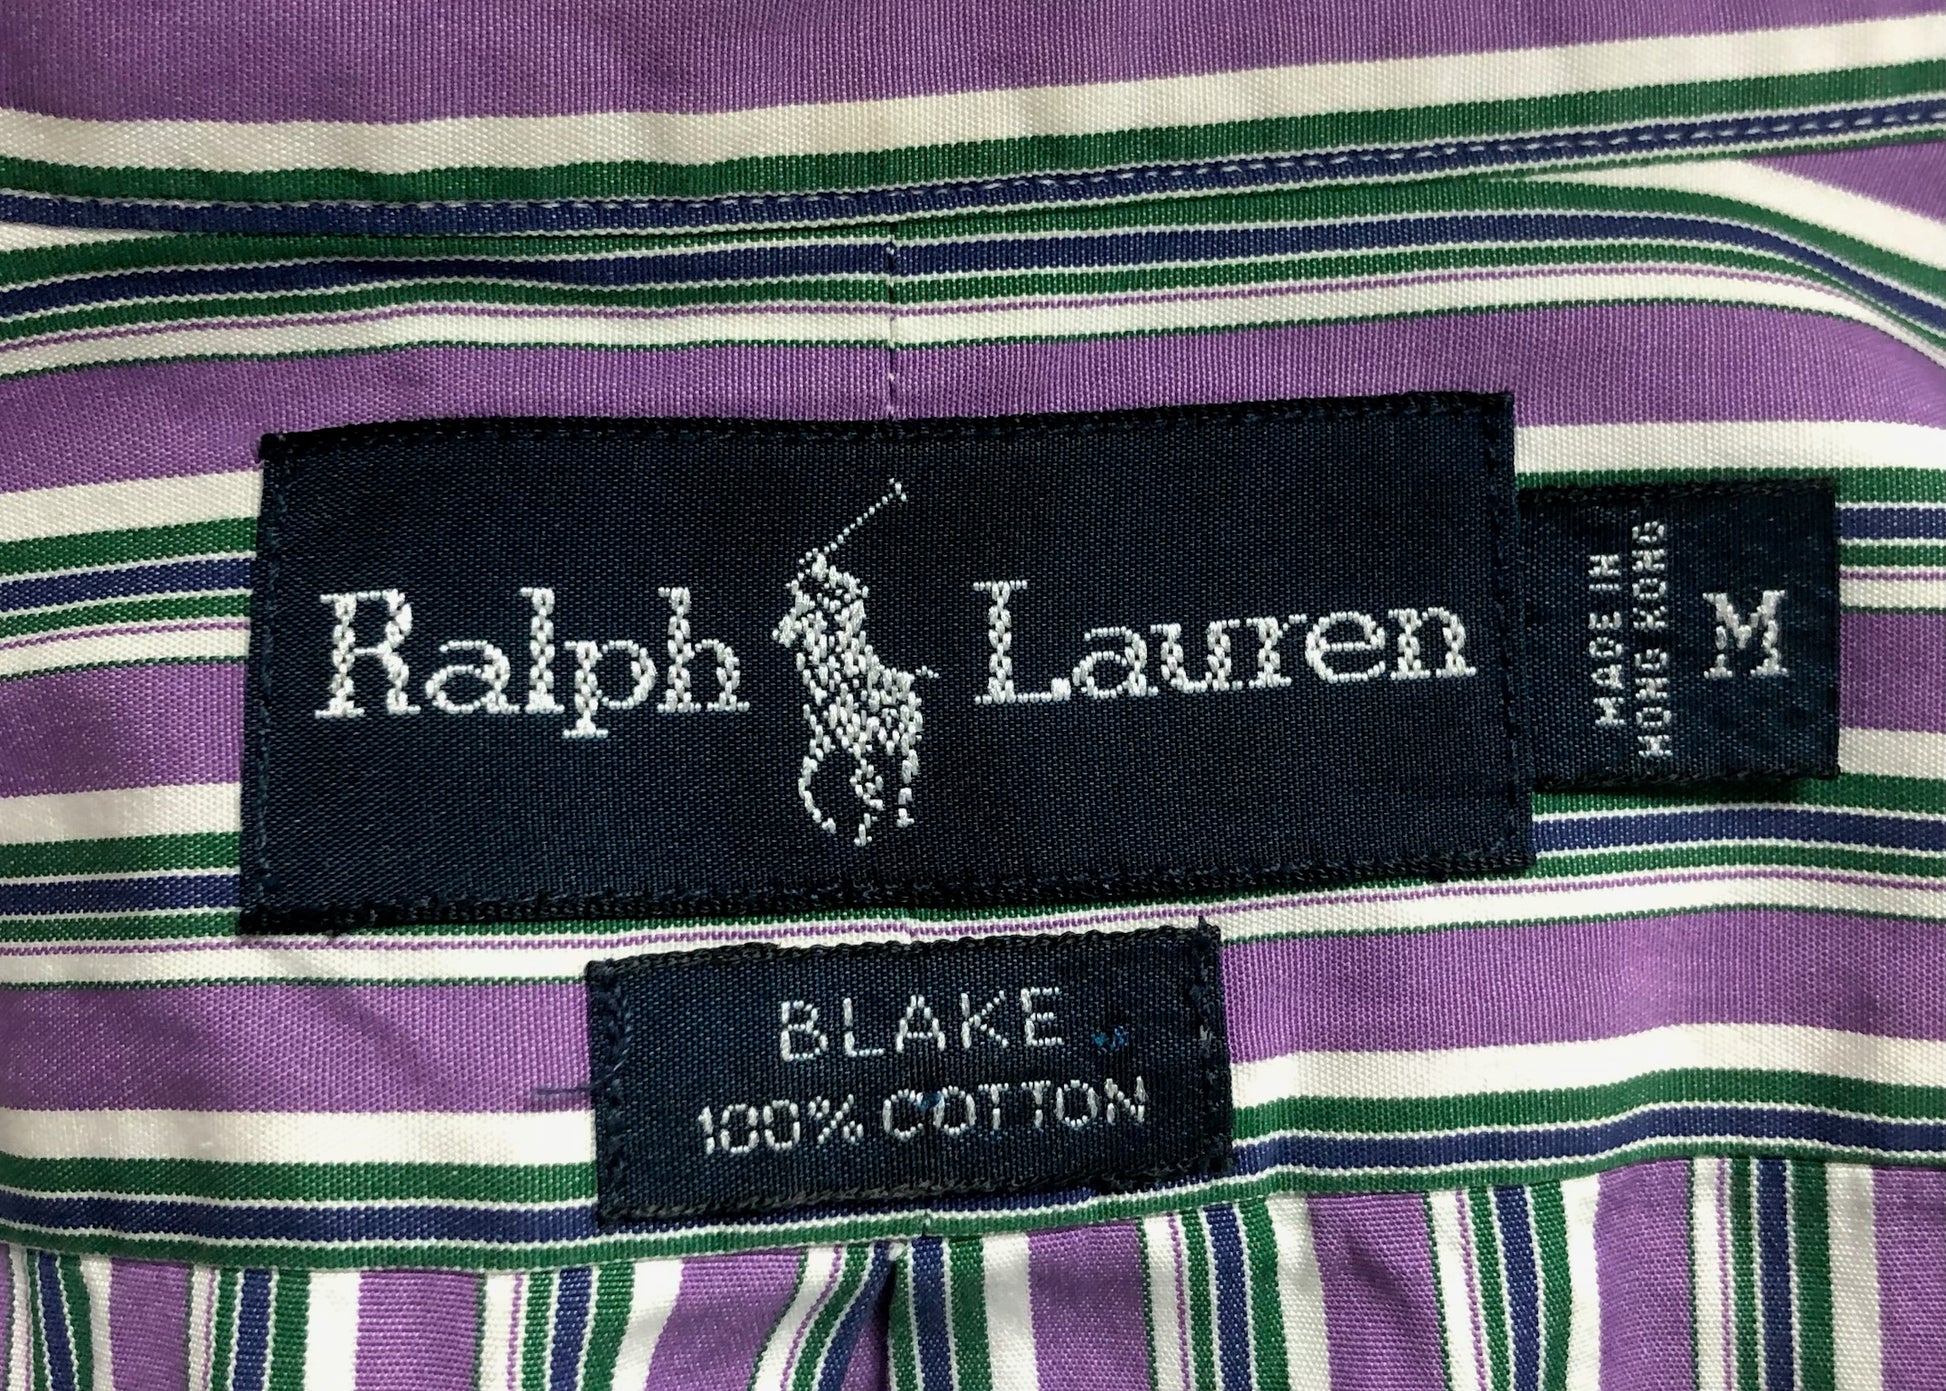 Ralph Lauren
MADE IN
HONG KONG
M
BLAKE
100% COTTON